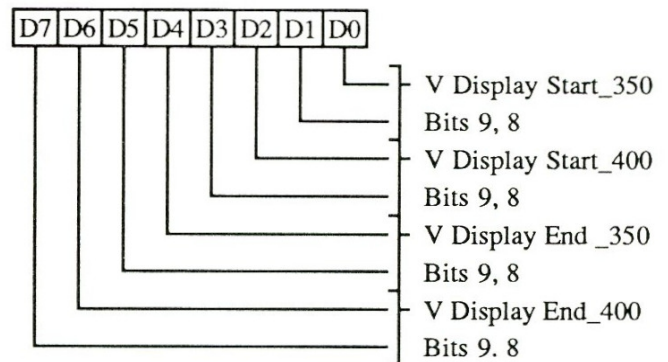 D7 D6 D5 D4 D3 D2 D1 D0
V Display Start_350
Bits 9, 8
V Display Start_400
Bits 9, 8
V Display End _350
Bits 9, 8
V Display End_400
Bits 9. 8